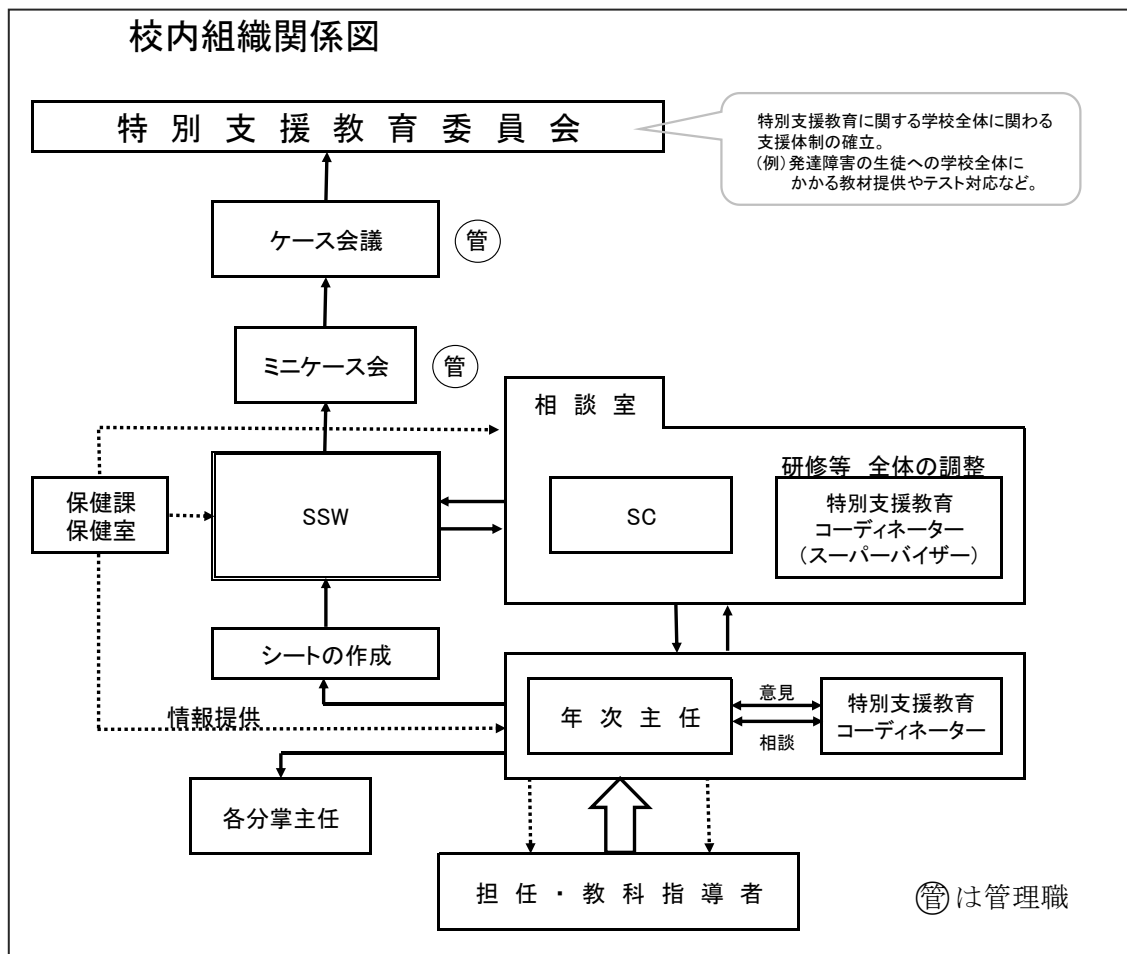 校内組織関係図
特別支援教育委員会
特別支援教育に関する学校全体に関わる
支援体制の確立。
(例)発達障害の生徒への学校全体に
かかる教材提供やテスト対応など。
ケース会議
管
ミニケース会
管
相談室
研修等 全体の調整
保健課
保健室
SSW
SC
特別支援教育
コーディネーター
(スーパーバイザー)
シートの作成
情報提供
年次主任
意見
相談
特別支援教育
コーディネーター
各分掌主任
担任・教科指導者
管は管理職